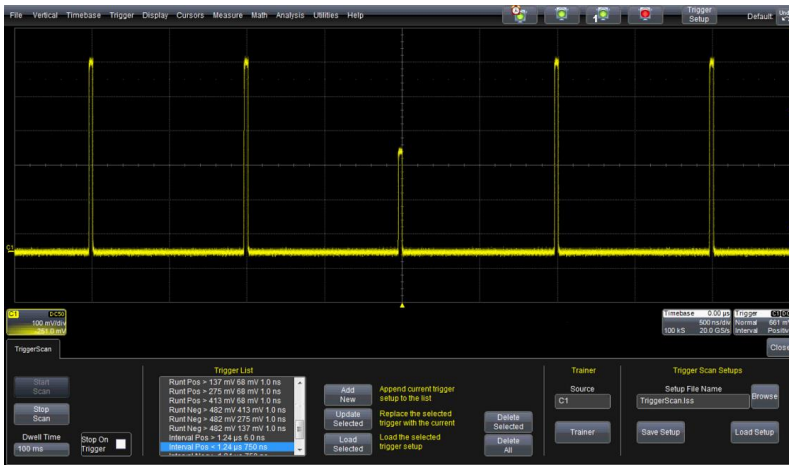 File Vertical Timebase Trigger Display Cursors Measure Math Analysis Utilities Help
Trigger Setup
Default
C1
C1 DC50
100 mV/div
-251.0 mV
Timebase 0.00 µs
500 ns/div
100 kS 20.0 GS/s
Trigger
Normal 661 m
Interval Positiv
TriggerScan
Close
Start Scan
Stop Scan
Dwell Time
100 ms
Stop On Trigger
Trigger List
Runt Pos > 137 mV 68 mV 1.0 ns
Runt Pos > 275 mV 68 mV 1.0 ns
Runt Pos > 413 mV 68 mV 1.0 ns
Runt Neg > 482 mV 413 mV 1.0 ns
Runt Neg > 482 mV 275 mV 1.0 ns
Runt Neg > 482 mV 137 mV 1.0 ns
Interval Pos > 1.24 µs 6.0 ns
Interval Pos < 1.24 µs 750 ns
Add New
Append current trigger
setup to the list
Update Selected
Replace the selected
trigger with the current
Load Selected
Load the selected
trigger setup
Delete Selected
Delete All
Trainer
Source
C1
Trainer
Trigger Scan Setups
Setup File Name
TriggerScan.lss
Browse
Save Setup
Load Setup